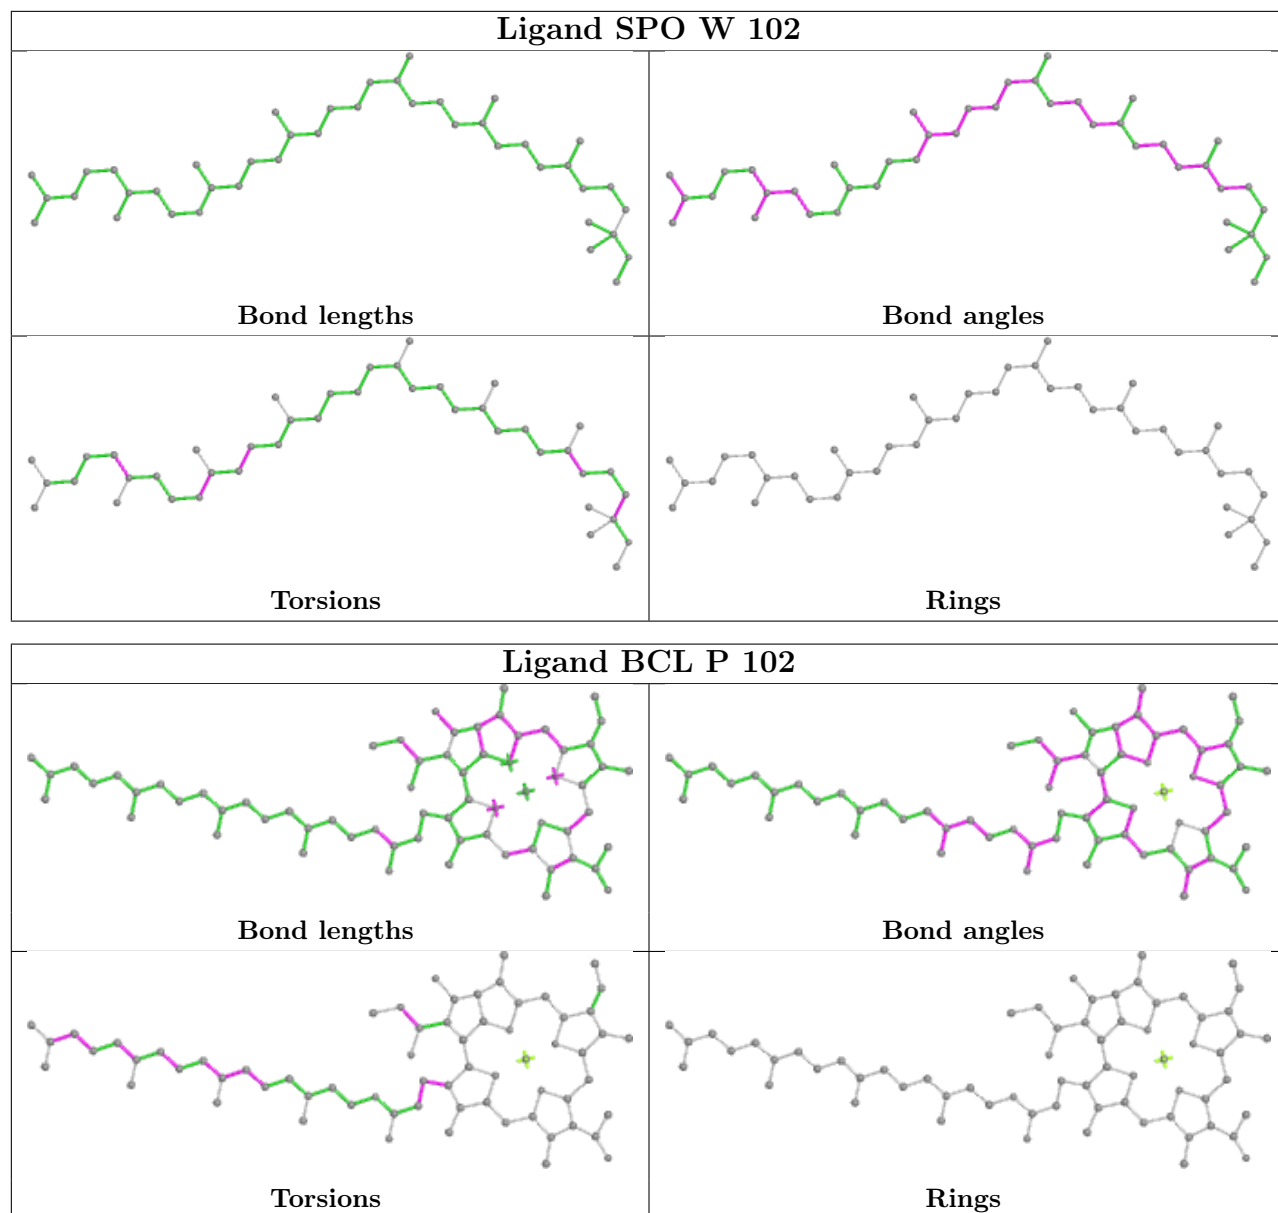 Ligand SPO W 102
Bond lengths
Bond angles
Torsions
Rings
Ligand BCL P 102
Bond lengths
Bond angles
Torsions
Rings